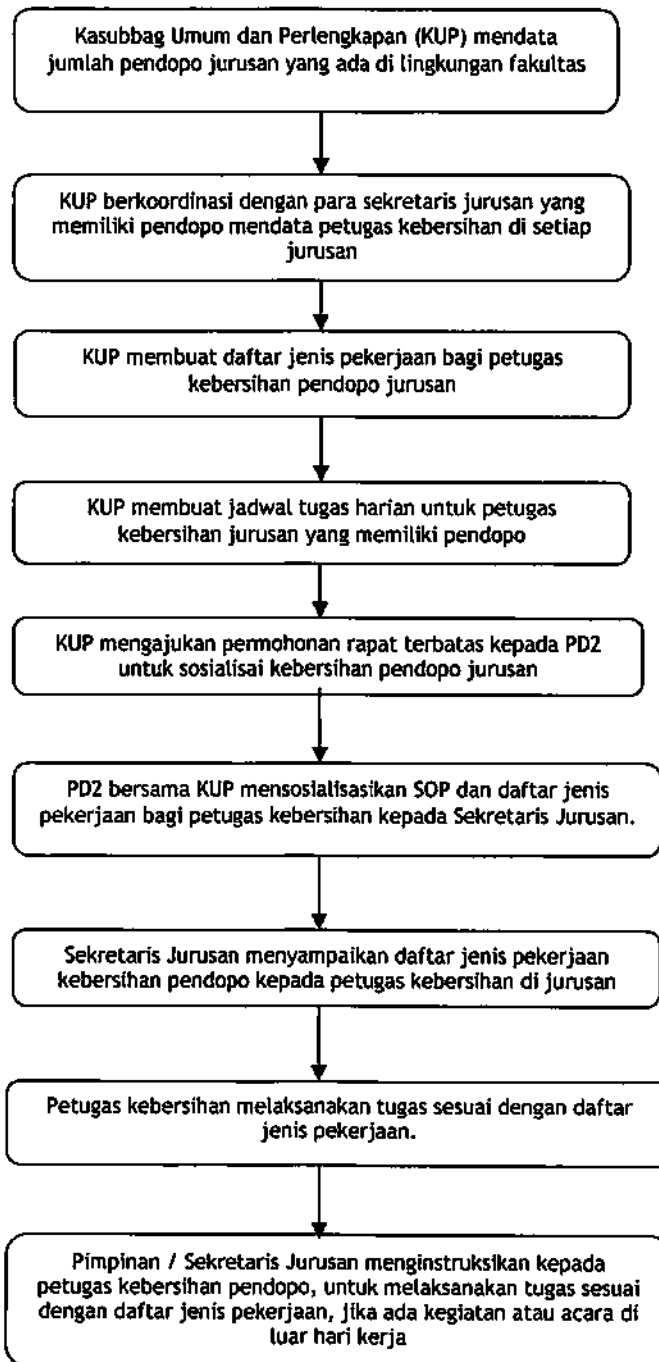 Kasubbag Umum dan Perlengkapan (KUP) mendata
jumlah pendopo jurusan yang ada di lingkungan fakultas
KUP berkoordinasi dengan para sekretaris jurusan yang
memiliki pendopo mendata petugas kebersihan di setiap
jurusan
KUP membuat daftar jenis pekerjaan bagi petugas
kebersihan pendopo jurusan
KUP membuat jadwal tugas harian untuk petugas
kebersihan jurusan yang memiliki pendopo
KUP mengajukan permohonan rapat terbatas kepada PD2
untuk sosialisai kebersihan pendopo jurusan
PD2 bersama KUP mensosialisasikan SOP dan daftar jenis
pekerjaan bagi petugas kebersihan kepada Sekretaris Jurusan.
Sekretaris Jurusan menyampaikan daftar jenis pekerjaan
kebersihan pendopo kepada petugas kebersihan di jurusan
Petugas kebersihan melaksanakan tugas sesuai dengan daftar
jenis pekerjaan.
Pimpinan / Sekretaris Jurusan menginstruksikan kepada
petugas kebersihan pendopo, untuk melaksanakan tugas sesuai
dengan daftar jenis pekerjaan, jika ada kegiatan atau acara di
luar hari kerja